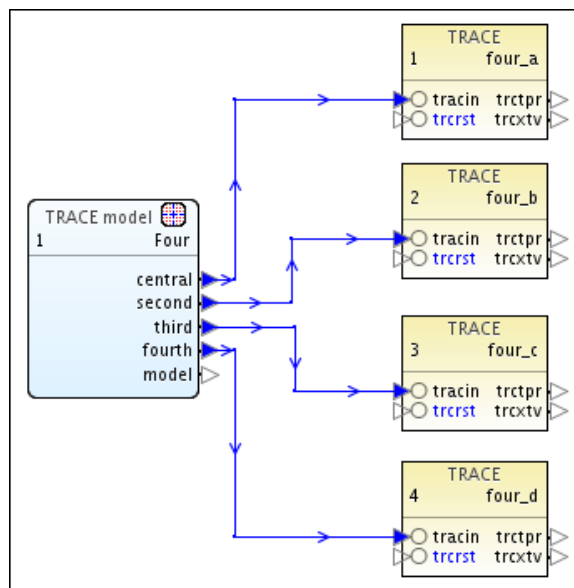 TRACE model
1 Four
central
second
third
fourth
model
TRACE
1 four_a
tracin trctpr
trcrst trcxtv
TRACE
2 four_b
tracin trctpr
trcrst trcxtv
TRACE
3 four_c
tracin trctpr
trcrst trcxtv
TRACE
4 four_d
tracin trctpr
trcrst trcxtv